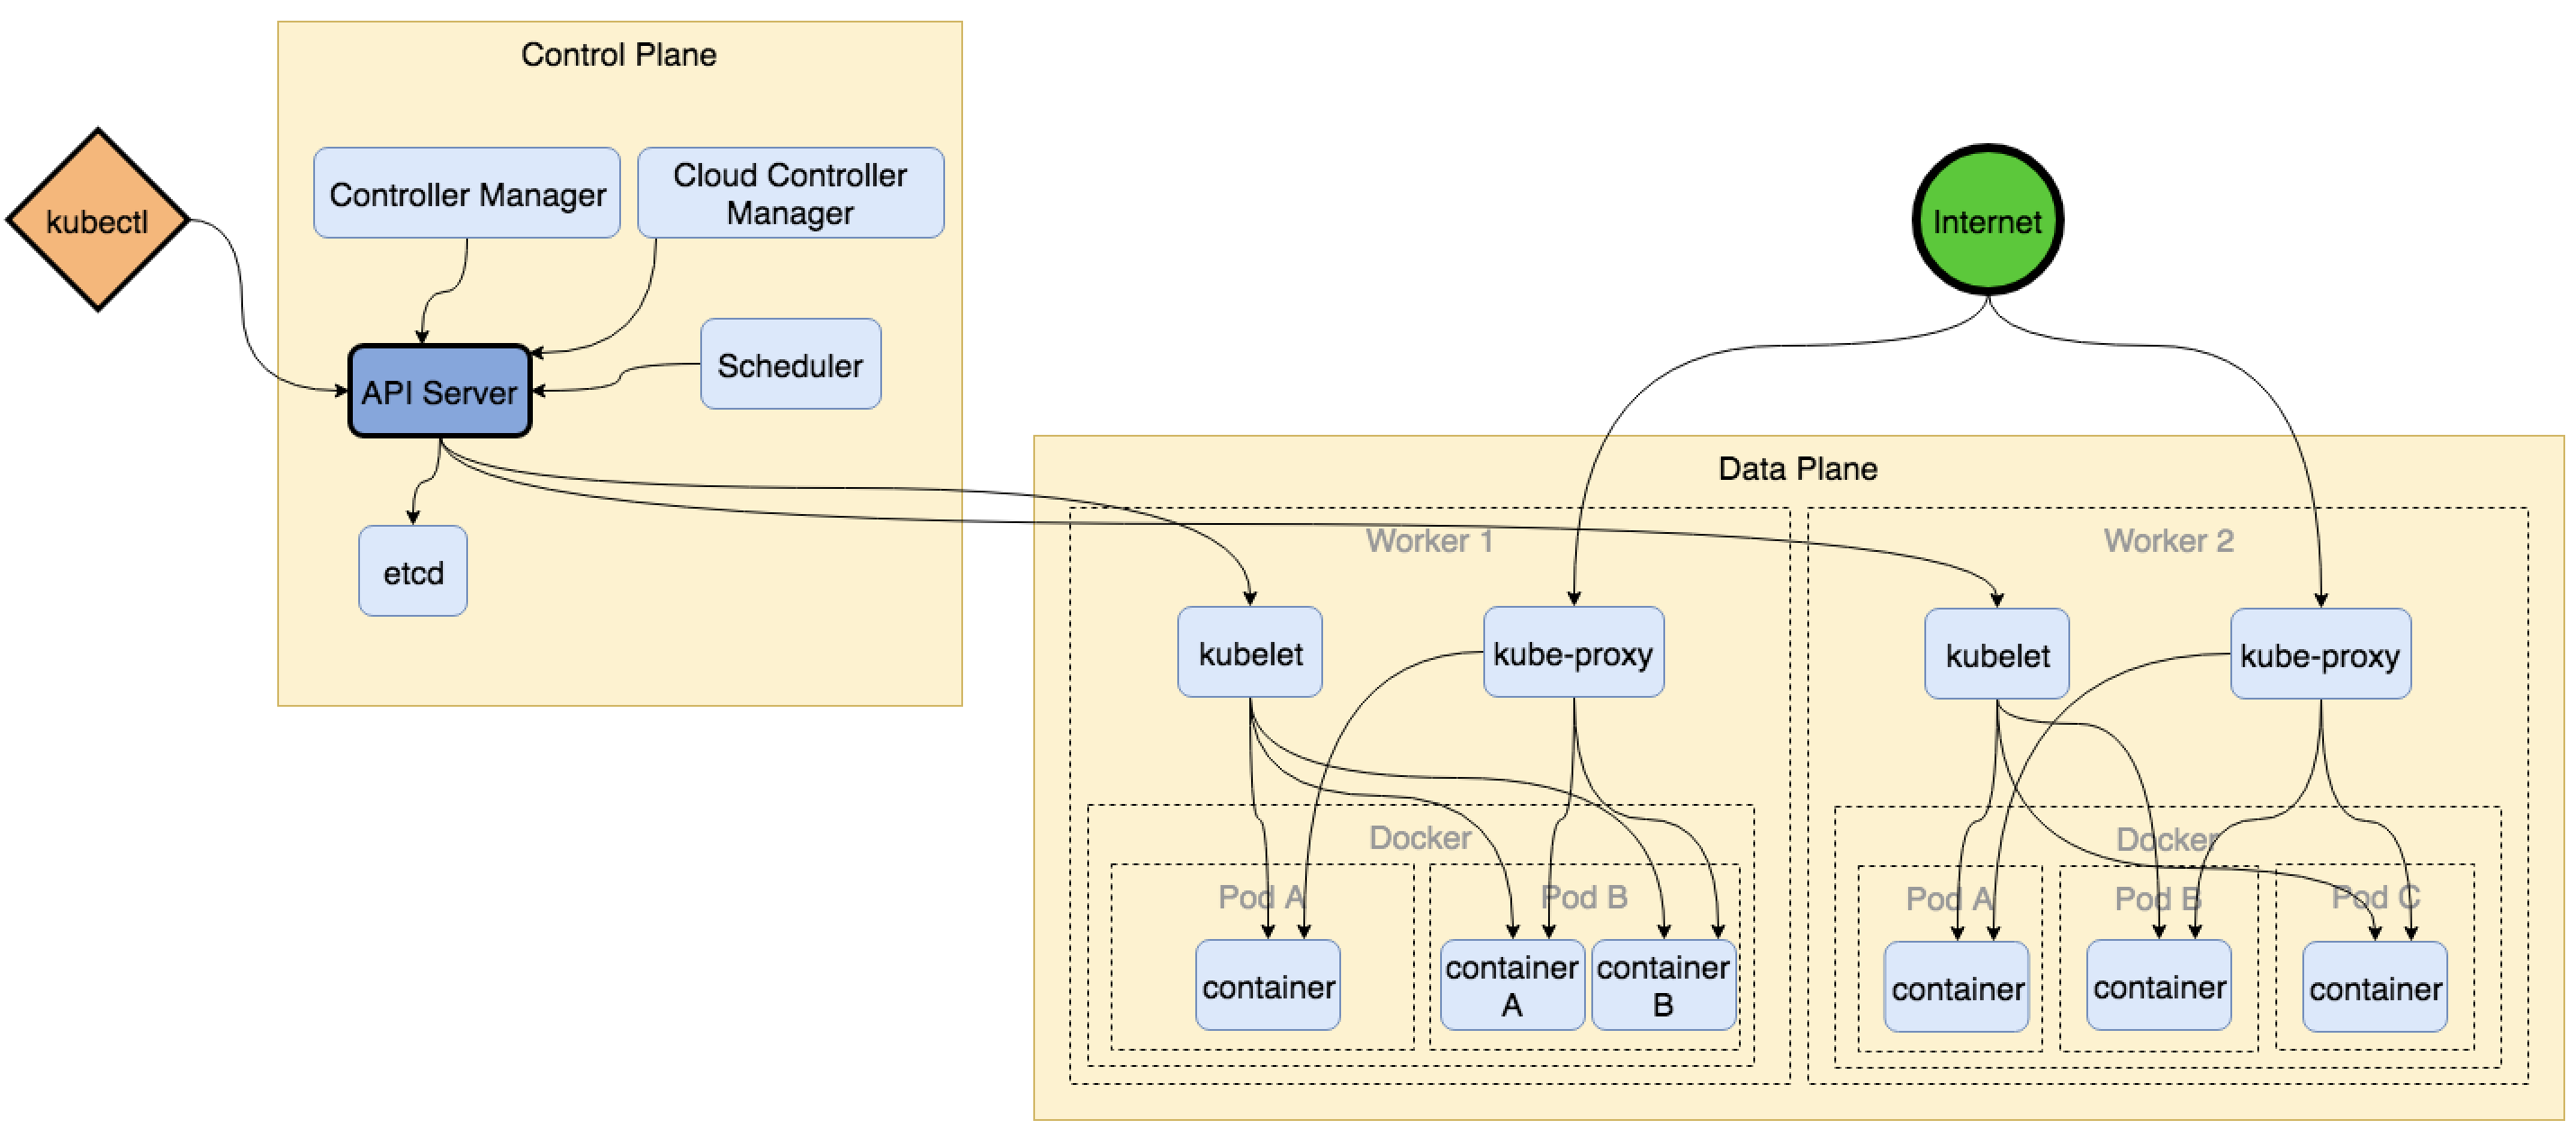 Control Plane
kubectl
Controller Manager
Cloud Controller
Manager
API Server
Scheduler
etcd
Internet
Data Plane
Worker 1
kubelet
kube-proxy
Docker
Pod A
container
Pod B
container
A
container
B
Worker 2
kubelet
kube-proxy
Docker
Pod A
container
Pod B
container
Pod C
container